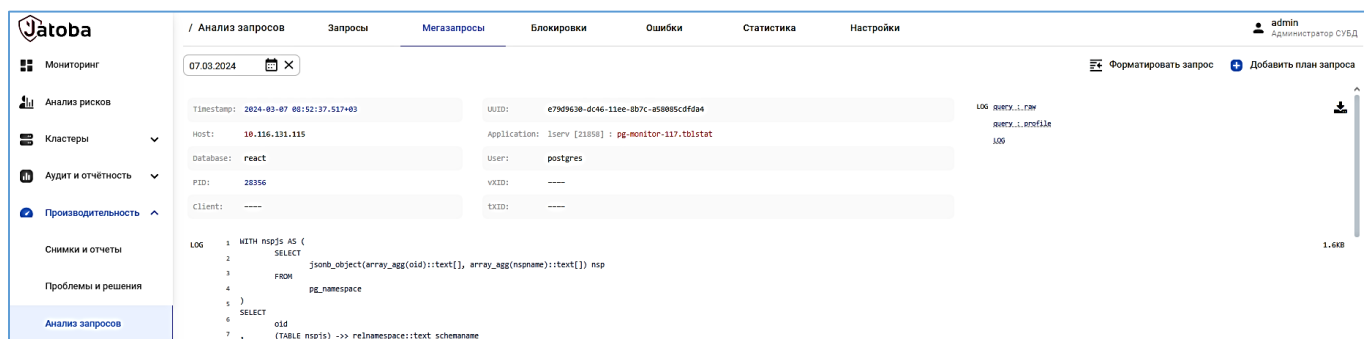 Jatoba / Анализ запросов Запросы Мегазапросы Блокировки Ошибки Статистика Настройки admin
Администратор СУБД
Мониторинг 07.03.2024 Форматировать запрос Добавить план запроса
Анализ рисков Timestamp: 2024-03-07 08:52:37.517+03 UUID: e79d9630-dc46-11ee-8b7c-a58085cdfda4 LOG query : raw
Кластеры Host: 10.116.131.115 Application: lserv [21858] : pg-monitor-117.tblstat query : profile
Database: react User: postgres LOG
Аудит и отчётность PID: 28356 vXID: ----
Производительность Client: ---- tXID: ----
Снимки и отчеты LOG 1 WITH nspjs AS ( 1.6KB
2 SELECT
3 jsonb_object(array_agg(oid)::text[], array_agg(nspname)::text[]) nsp
FROM
Проблемы и решения 4 pg_namespace
5 )
6 SELECT
Анализ запросов oid
7 , (TABLE nspjs) ->> relnamespace::text schemaname